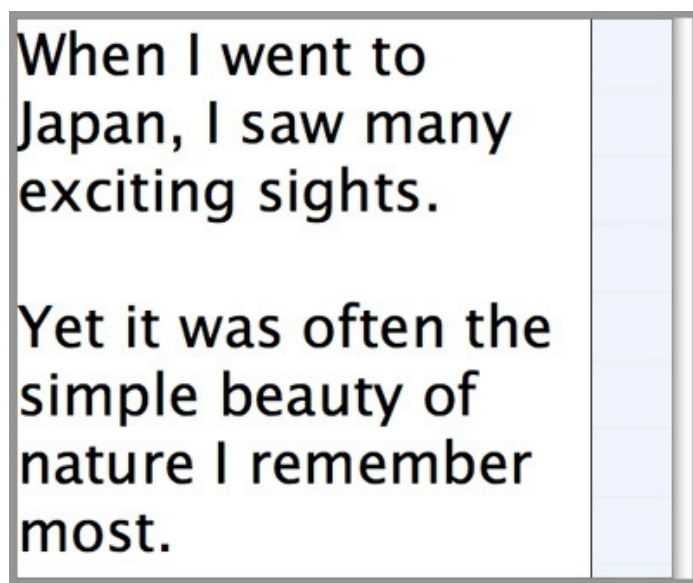 When I went to
Japan, I saw many
exciting sights.

Yet it was often the
simple beauty of
nature I remember
most.